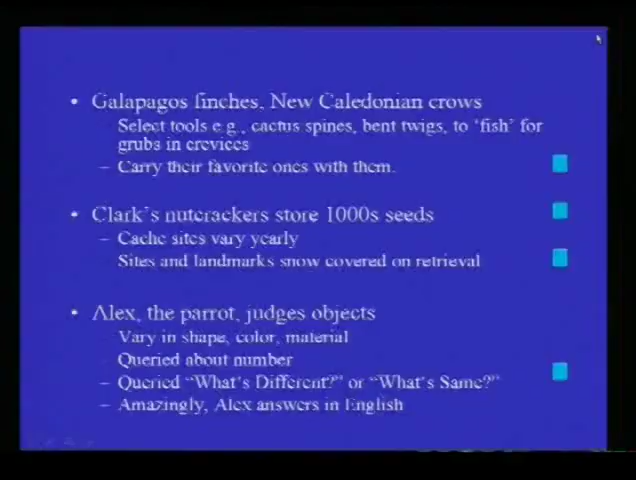 • Galapagos finches, New Caledonian crows
Select tools e.g., cactus spines, bent twigs, to ‘fish’ for
grubs in crevices
– Carry their favorite ones with them.
• Clark’s nutcrackers store 1000s seeds
– Cache sites vary yearly
Sites and landmarks snow covered on retrieval
• Alex, the parrot, judges objects
Vary in shape, color, material
Queried about number
– Queried “What’s Different?” or “What’s Same?”
– Amazingly, Alex answers in English